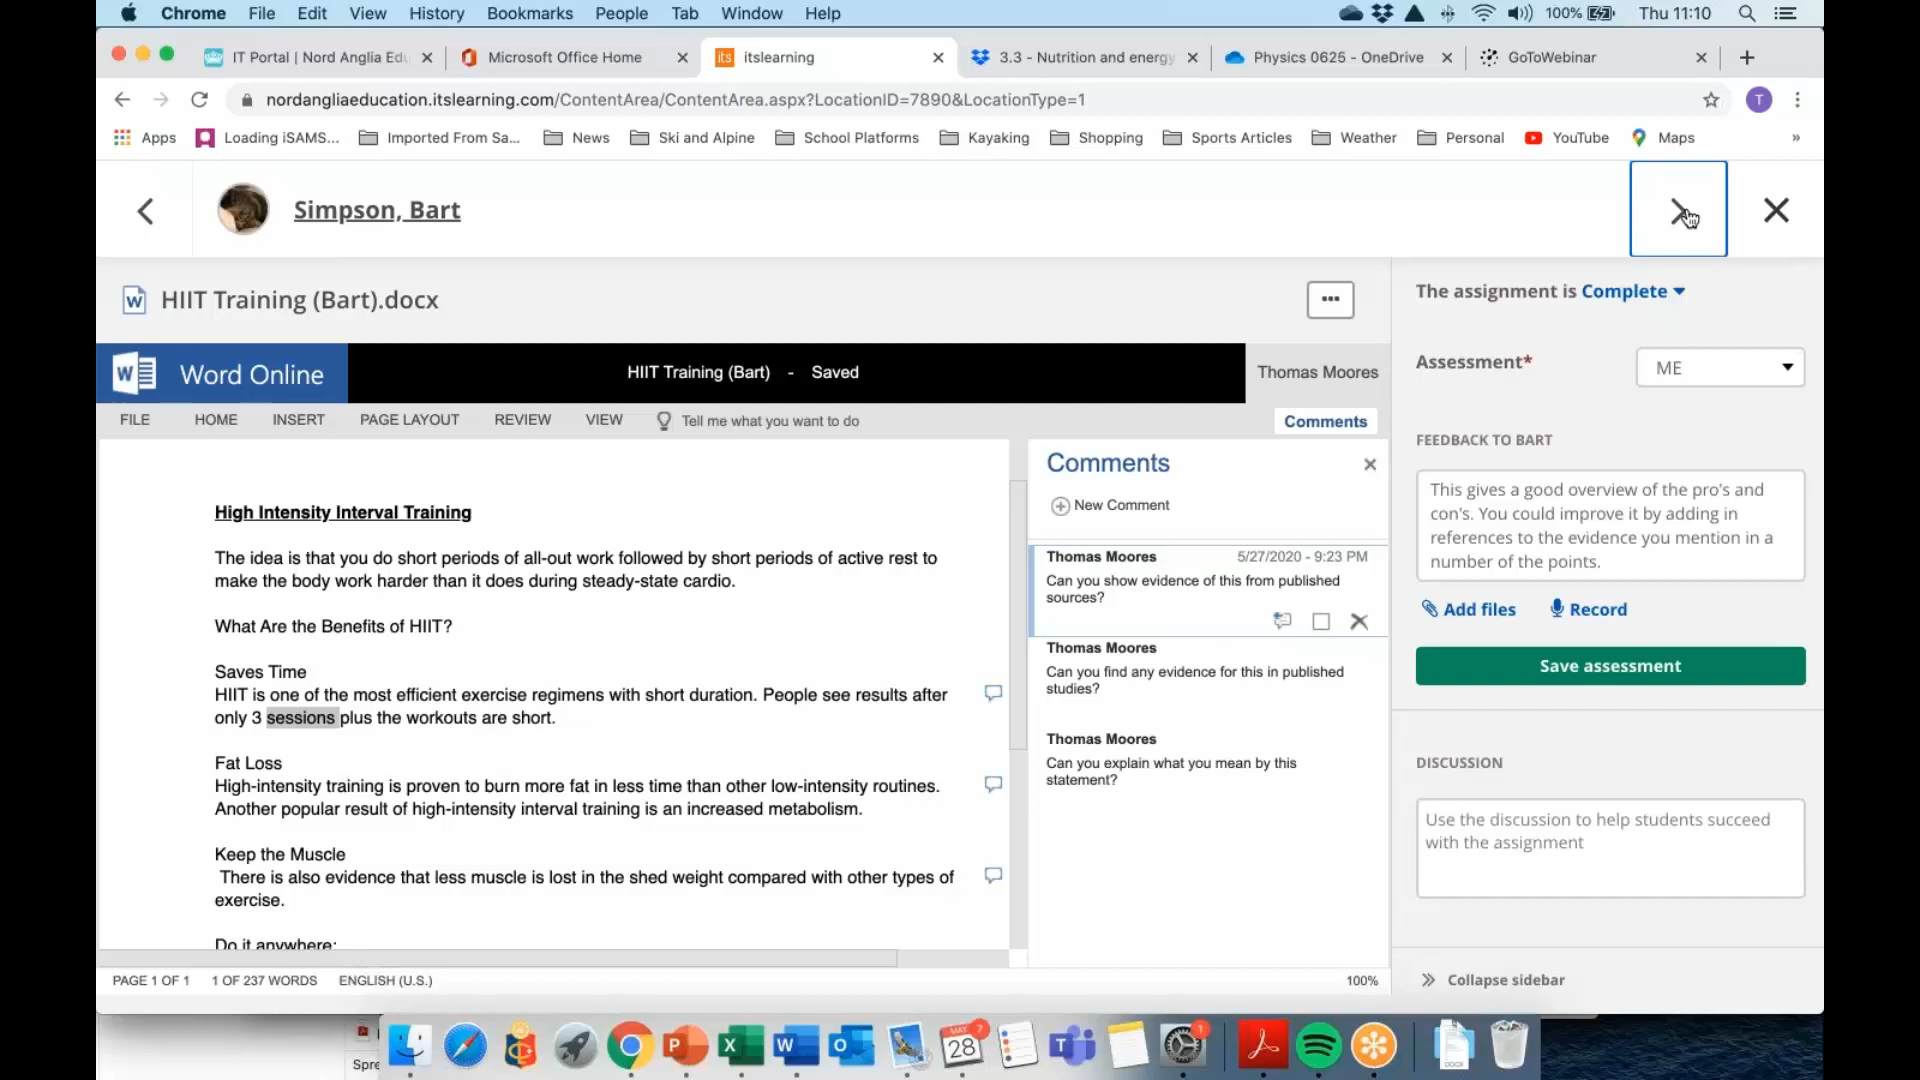 Chrome File Edit View History Bookmarks People Tab Window Help 100% Thu 11:10
IT Portal | Nord Anglia Edu
Microsoft Office Home
its itslearning
3.3 - Nutrition and energy
Physics 0625 - OneDrive
GoToWebinar
nordangliaeducation.itslearning.com/ContentArea/ContentArea.aspx?LocationID=7890&LocationType=1
T
Apps Loading iSAMS... Imported From Sa... News Ski and Alpine School Platforms Kayaking Shopping Sports Articles Weather Personal YouTube Maps »
Simpson, Bart
W HIIT Training (Bart).docx
•••
W Word Online
HIIT Training (Bart) - Saved
Thomas Moores
FILE HOME INSERT PAGE LAYOUT REVIEW VIEW Tell me what you want to do
Comments
High Intensity Interval Training
The idea is that you do short periods of all-out work followed by short periods of active rest to
make the body work harder than it does during steady-state cardio.
What Are the Benefits of HIIT?
Saves Time
HIIT is one of the most efficient exercise regimens with short duration. People see results after
only 3 sessions plus the workouts are short.
Fat Loss
High-intensity training is proven to burn more fat in less time than other low-intensity routines.
Another popular result of high-intensity interval training is an increased metabolism.
Keep the Muscle
There is also evidence that less muscle is lost in the shed weight compared with other types of
exercise.
Do it anywhere:
Comments
New Comment
Thomas Moores 5/27/2020 - 9:23 PM
Can you show evidence of this from published
sources?
Thomas Moores
Can you find any evidence for this in published
studies?
Thomas Moores
Can you explain what you mean by this
statement?
PAGE 1 OF 1 1 OF 237 WORDS ENGLISH (U.S.) 100%
The assignment is Complete
Assessment* ME
FEEDBACK TO BART
This gives a good overview of the pro's and
con's. You could improve it by adding in
references to the evidence you mention in a
number of the points.
Add files Record
Save assessment
DISCUSSION
Use the discussion to help students succeed
with the assignment
Collapse sidebar
Spre
P X W O MAY 28 7 T 1 DOCX